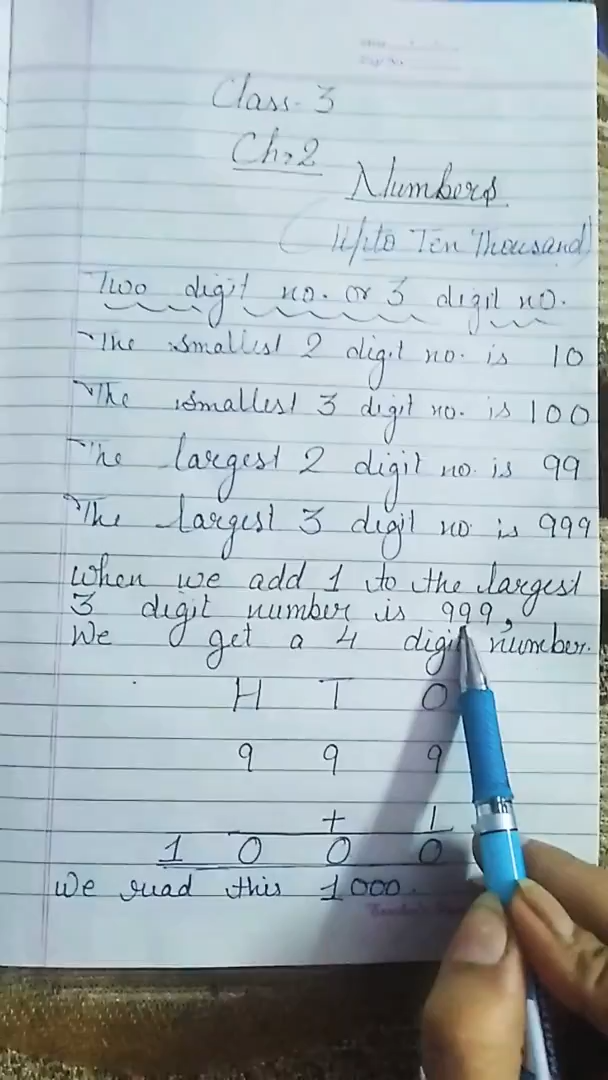 Class- 3
Ch-2
Numbers
(Upto Ten Thousand)
Two digit no. or 3 digit no.
The smallest 2 digit no. is 10
The smallest 3 digit no. is 100
The largest 2 digit no. is 99
The largest 3 digit no is 999
When we add 1 to the largest
3 digit number is 999,
We get a 4 digit number.
H T O
9 9 9
+ 1
1 0 0 0
We read this 1000.